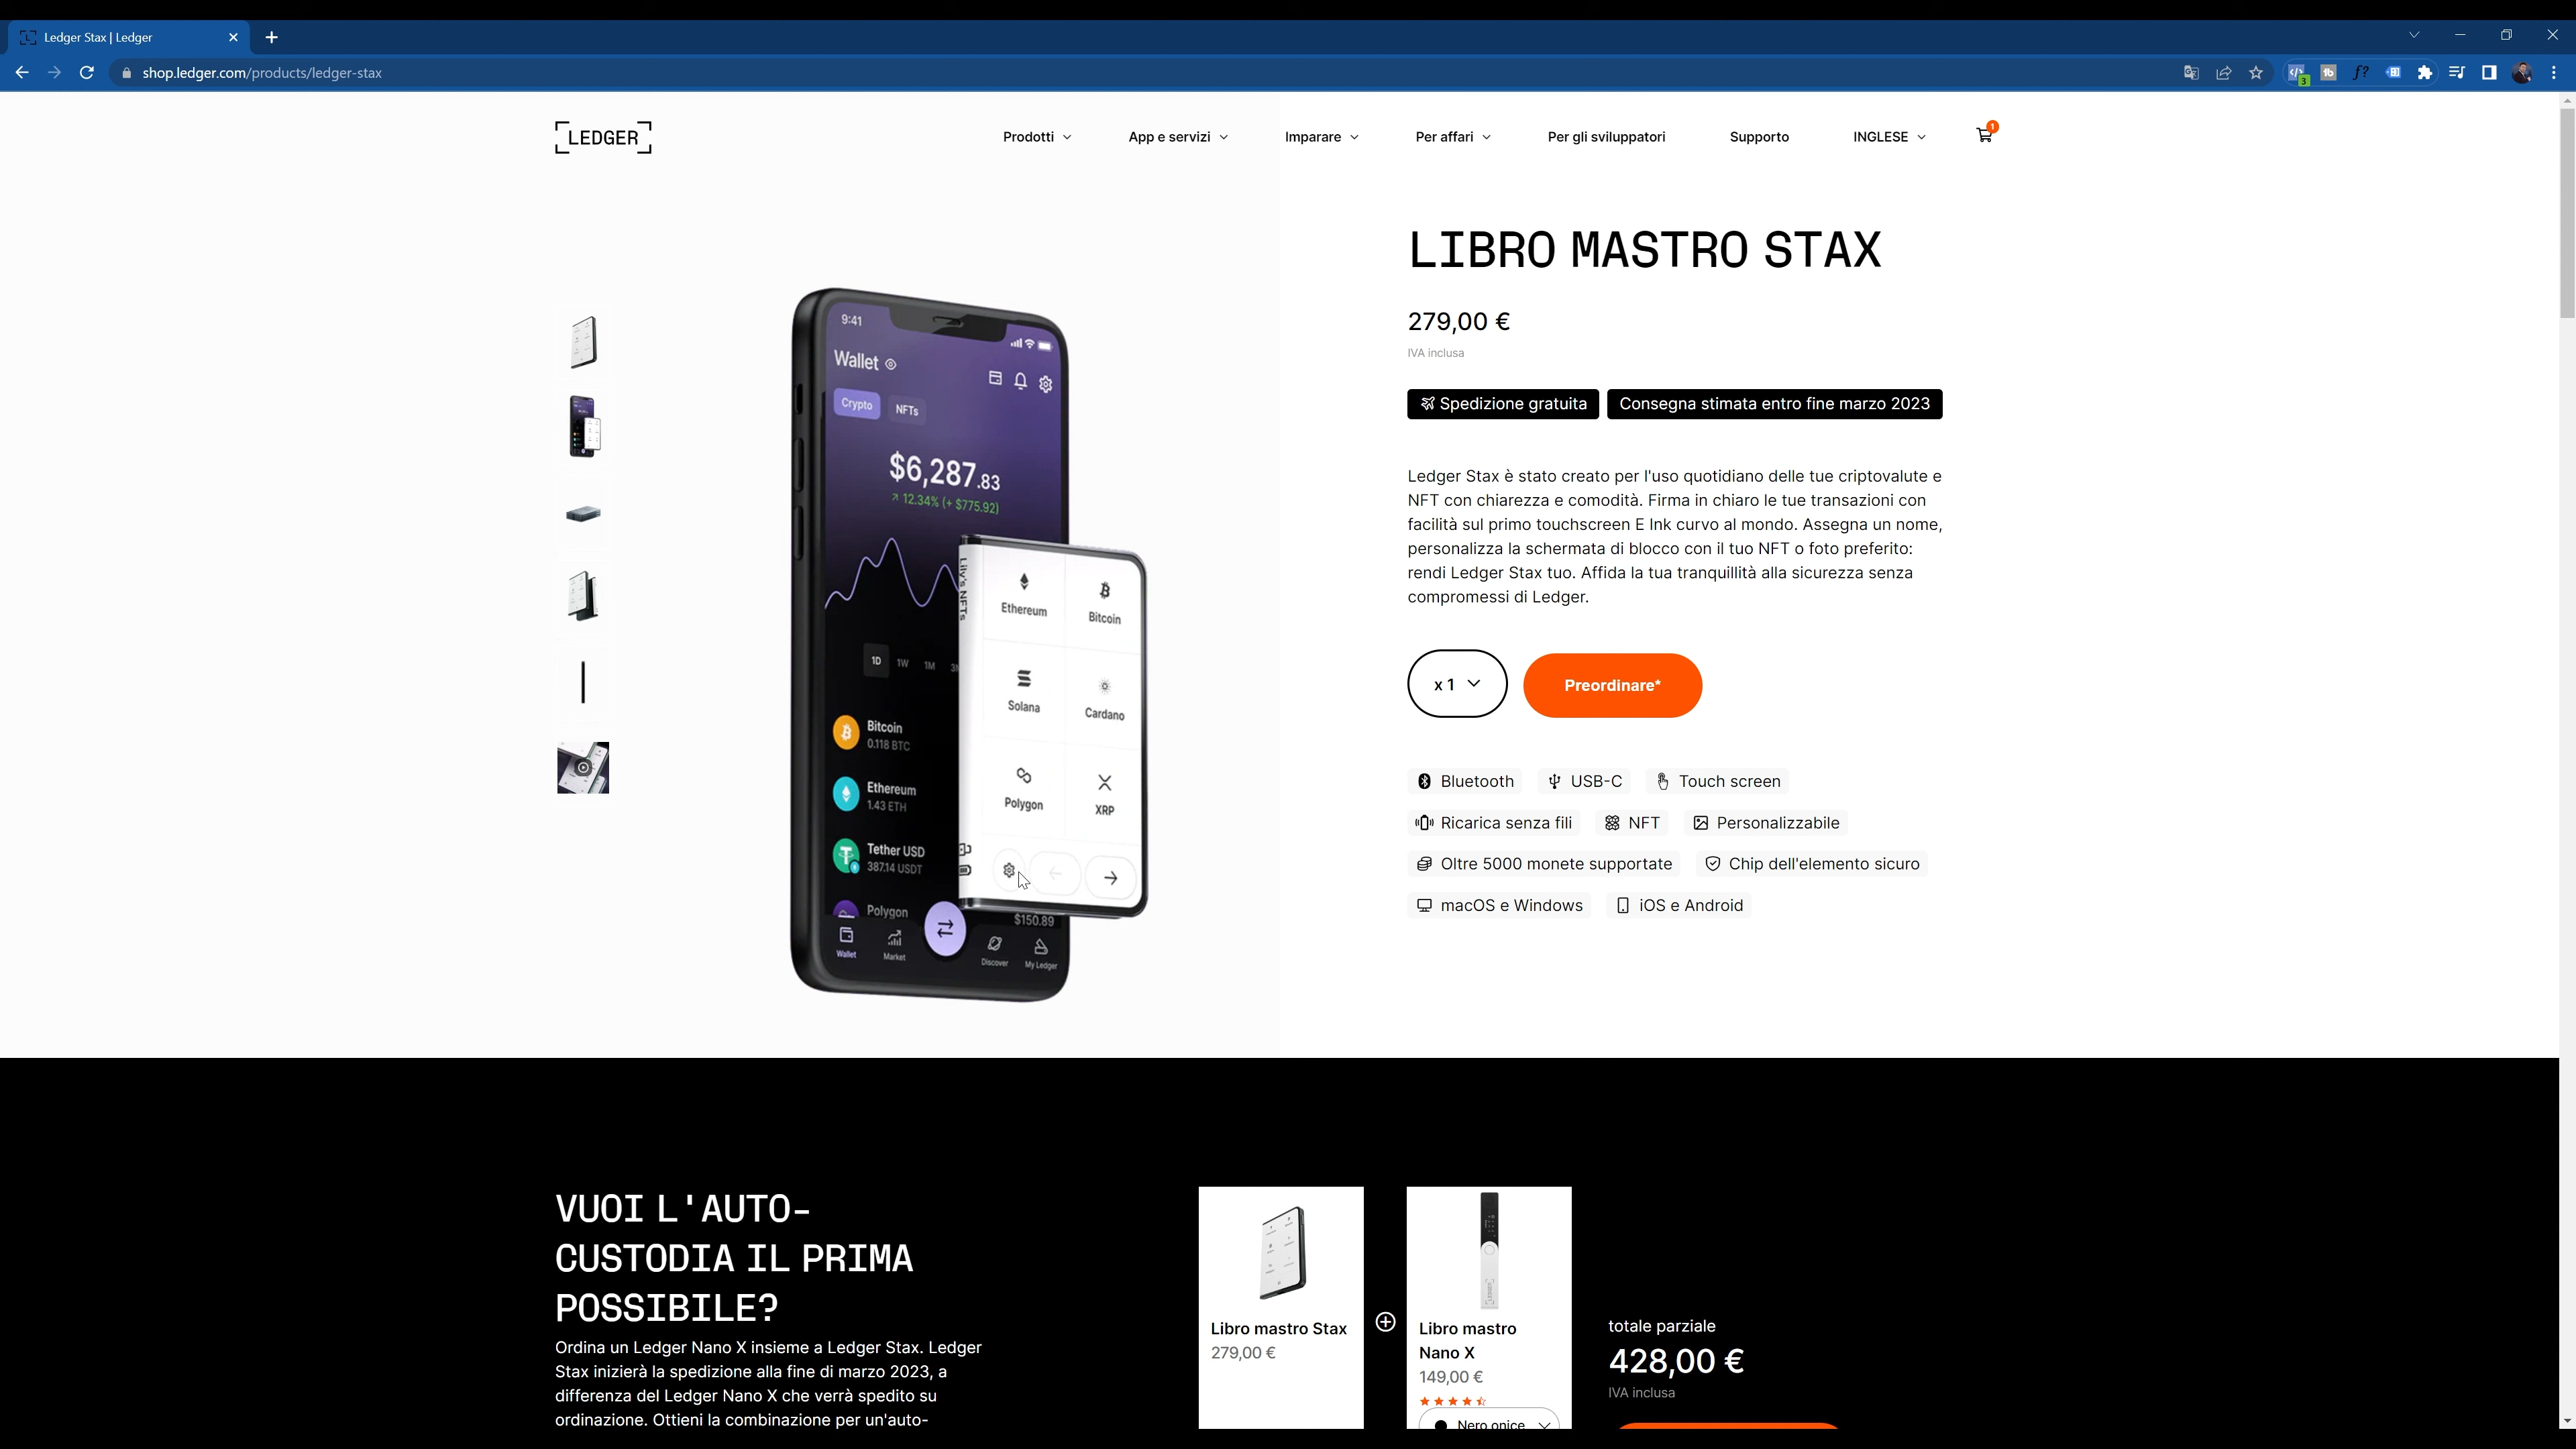 Ledger Stax | Ledger
shop.ledger.com/products/ledger-stax
3
LEDGER
Prodotti
App e servizi
Imparare
Per affari
Per gli sviluppatori
Supporto
INGLESE
1
9:41
Wallet
Crypto
NFTs
$6,287.83
12.34% (+ $775.92)
1D 1W 1M
Bitcoin
0.118 BTC
Ethereum
1.43 ETH
Tether USD
387.14 USDT
Polygon
$150.89
Wallet
Market
Discover
My Ledger
Lily's NFTs
Ethereum
Bitcoin
Solana
Cardano
Polygon
XRP
LIBRO MASTRO STAX
279,00 €
IVA inclusa
Spedizione gratuita
Consegna stimata entro fine marzo 2023
Ledger Stax è stato creato per l'uso quotidiano delle tue criptovalute e
NFT con chiarezza e comodità. Firma in chiaro le tue transazioni con
facilità sul primo touchscreen E Ink curvo al mondo. Assegna un nome,
personalizza la schermata di blocco con il tuo NFT o foto preferito:
rendi Ledger Stax tuo. Affida la tua tranquillità alla sicurezza senza
compromessi di Ledger.
x 1
Preordinare*
Bluetooth
USB-C
Touch screen
Ricarica senza fili
NFT
Personalizzabile
Oltre 5000 monete supportate
Chip dell'elemento sicuro
macOS e Windows
iOS e Android
VUOI L'AUTO-
CUSTODIA IL PRIMA
POSSIBILE?
Ordina un Ledger Nano X insieme a Ledger Stax. Ledger
Stax inizierà la spedizione alla fine di marzo 2023, a
differenza del Ledger Nano X che verrà spedito su
ordinazione. Ottieni la combinazione per un'auto-
Libro mastro Stax
279,00 €
LEDGER
Libro mastro
Nano X
149,00 €
Nero onice
totale parziale
428,00 €
IVA inclusa